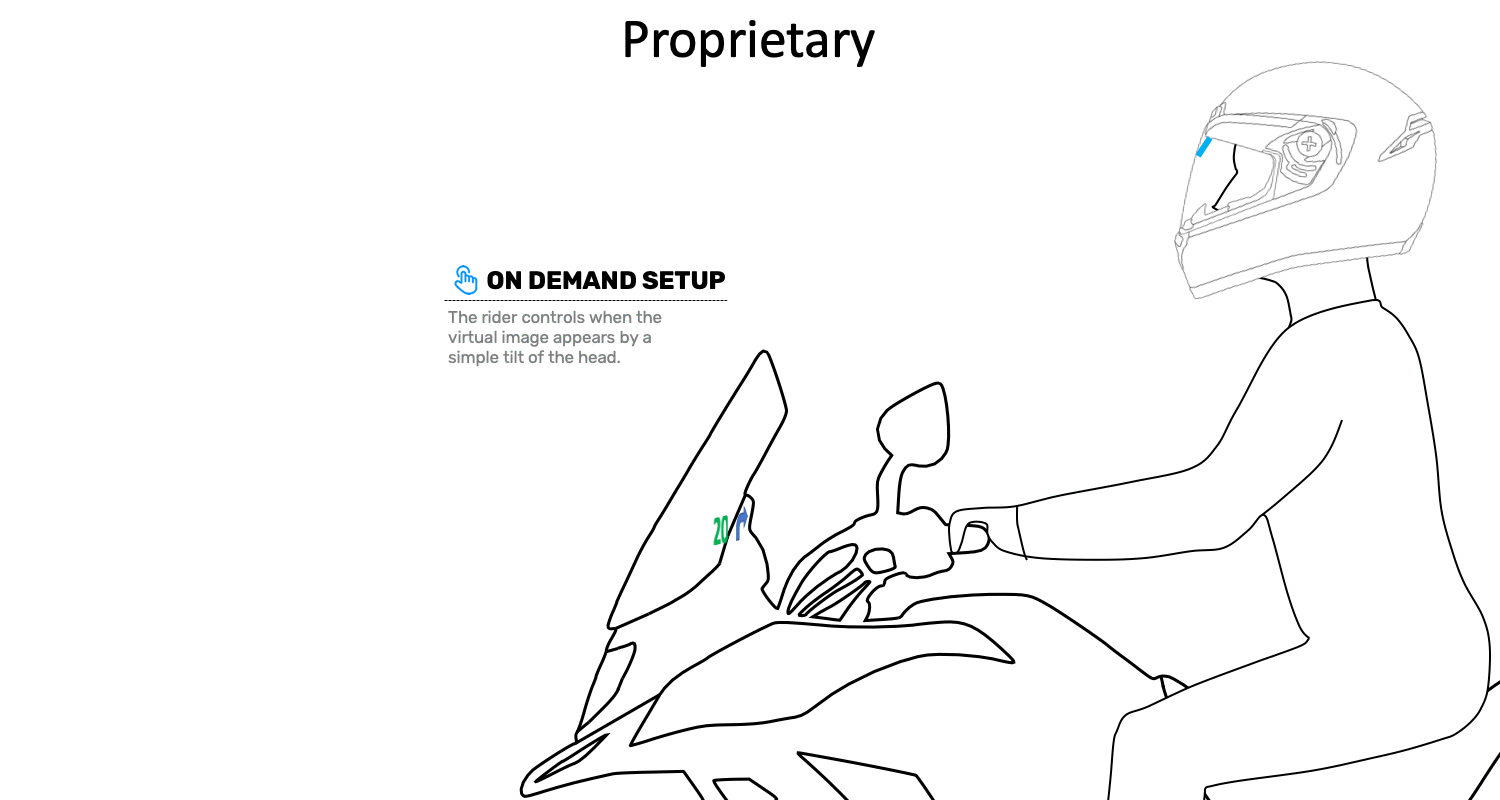 Proprietary
ON DEMAND SETUP
The rider controls when the
virtual image appears by a
simple tilt of the head.
20